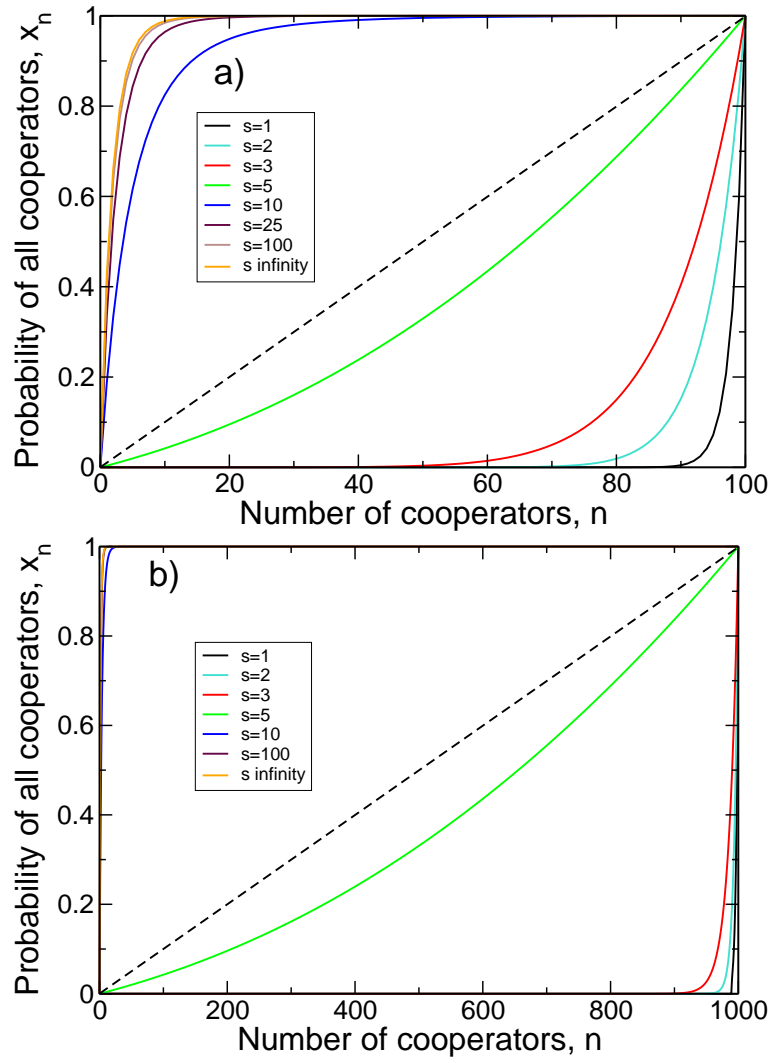 1
0.8
0.6
0.4
0.2
0
Probability of all cooperators, x_n
a)
s=1
s=2
s=3
s=5
s=10
s=25
s=100
s infinity
0 20 40 60 80 100
Number of cooperators, n
1
0.8
0.6
0.4
0.2
0
Probability of all cooperators, x_n
b)
s=1
s=2
s=3
s=5
s=10
s=100
s infinity
0 200 400 600 800 1000
Number of cooperators, n